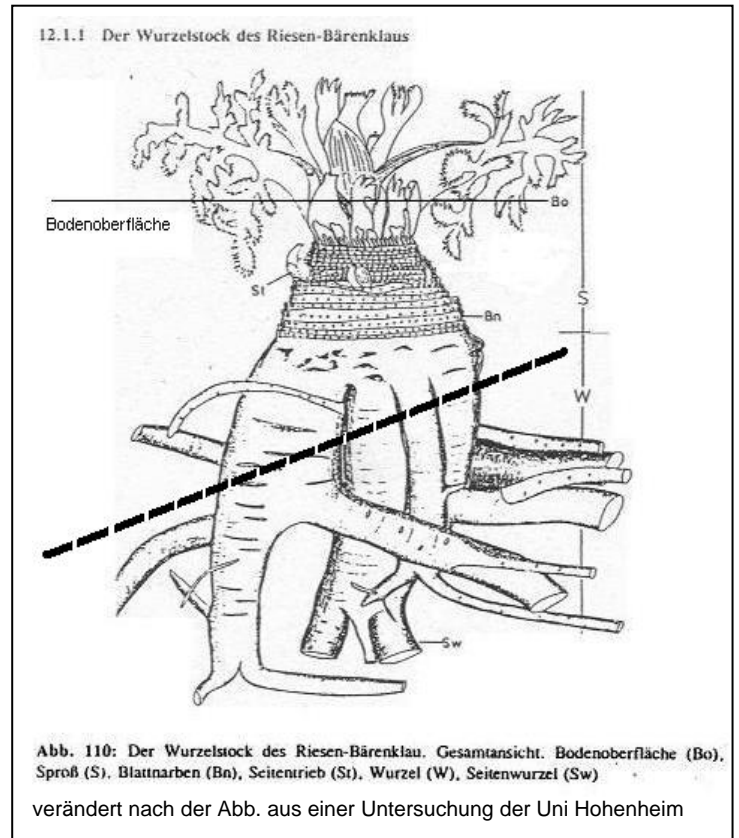 12.1.1 Der Wurzelstock des Riesen-Bärenklaus
Bo
Bodenoberfläche
St
S
Bn
W
Sw
Abb. 110: Der Wurzelstock des Riesen-Bärenklau. Gesamtansicht. Bodenoberfläche (Bo),
Sproß (S). Blattnarben (Bn), Seitentrieb (St), Wurzel (W), Seitenwurzel (Sw)
verändert nach der Abb. aus einer Untersuchung der Uni Hohenheim